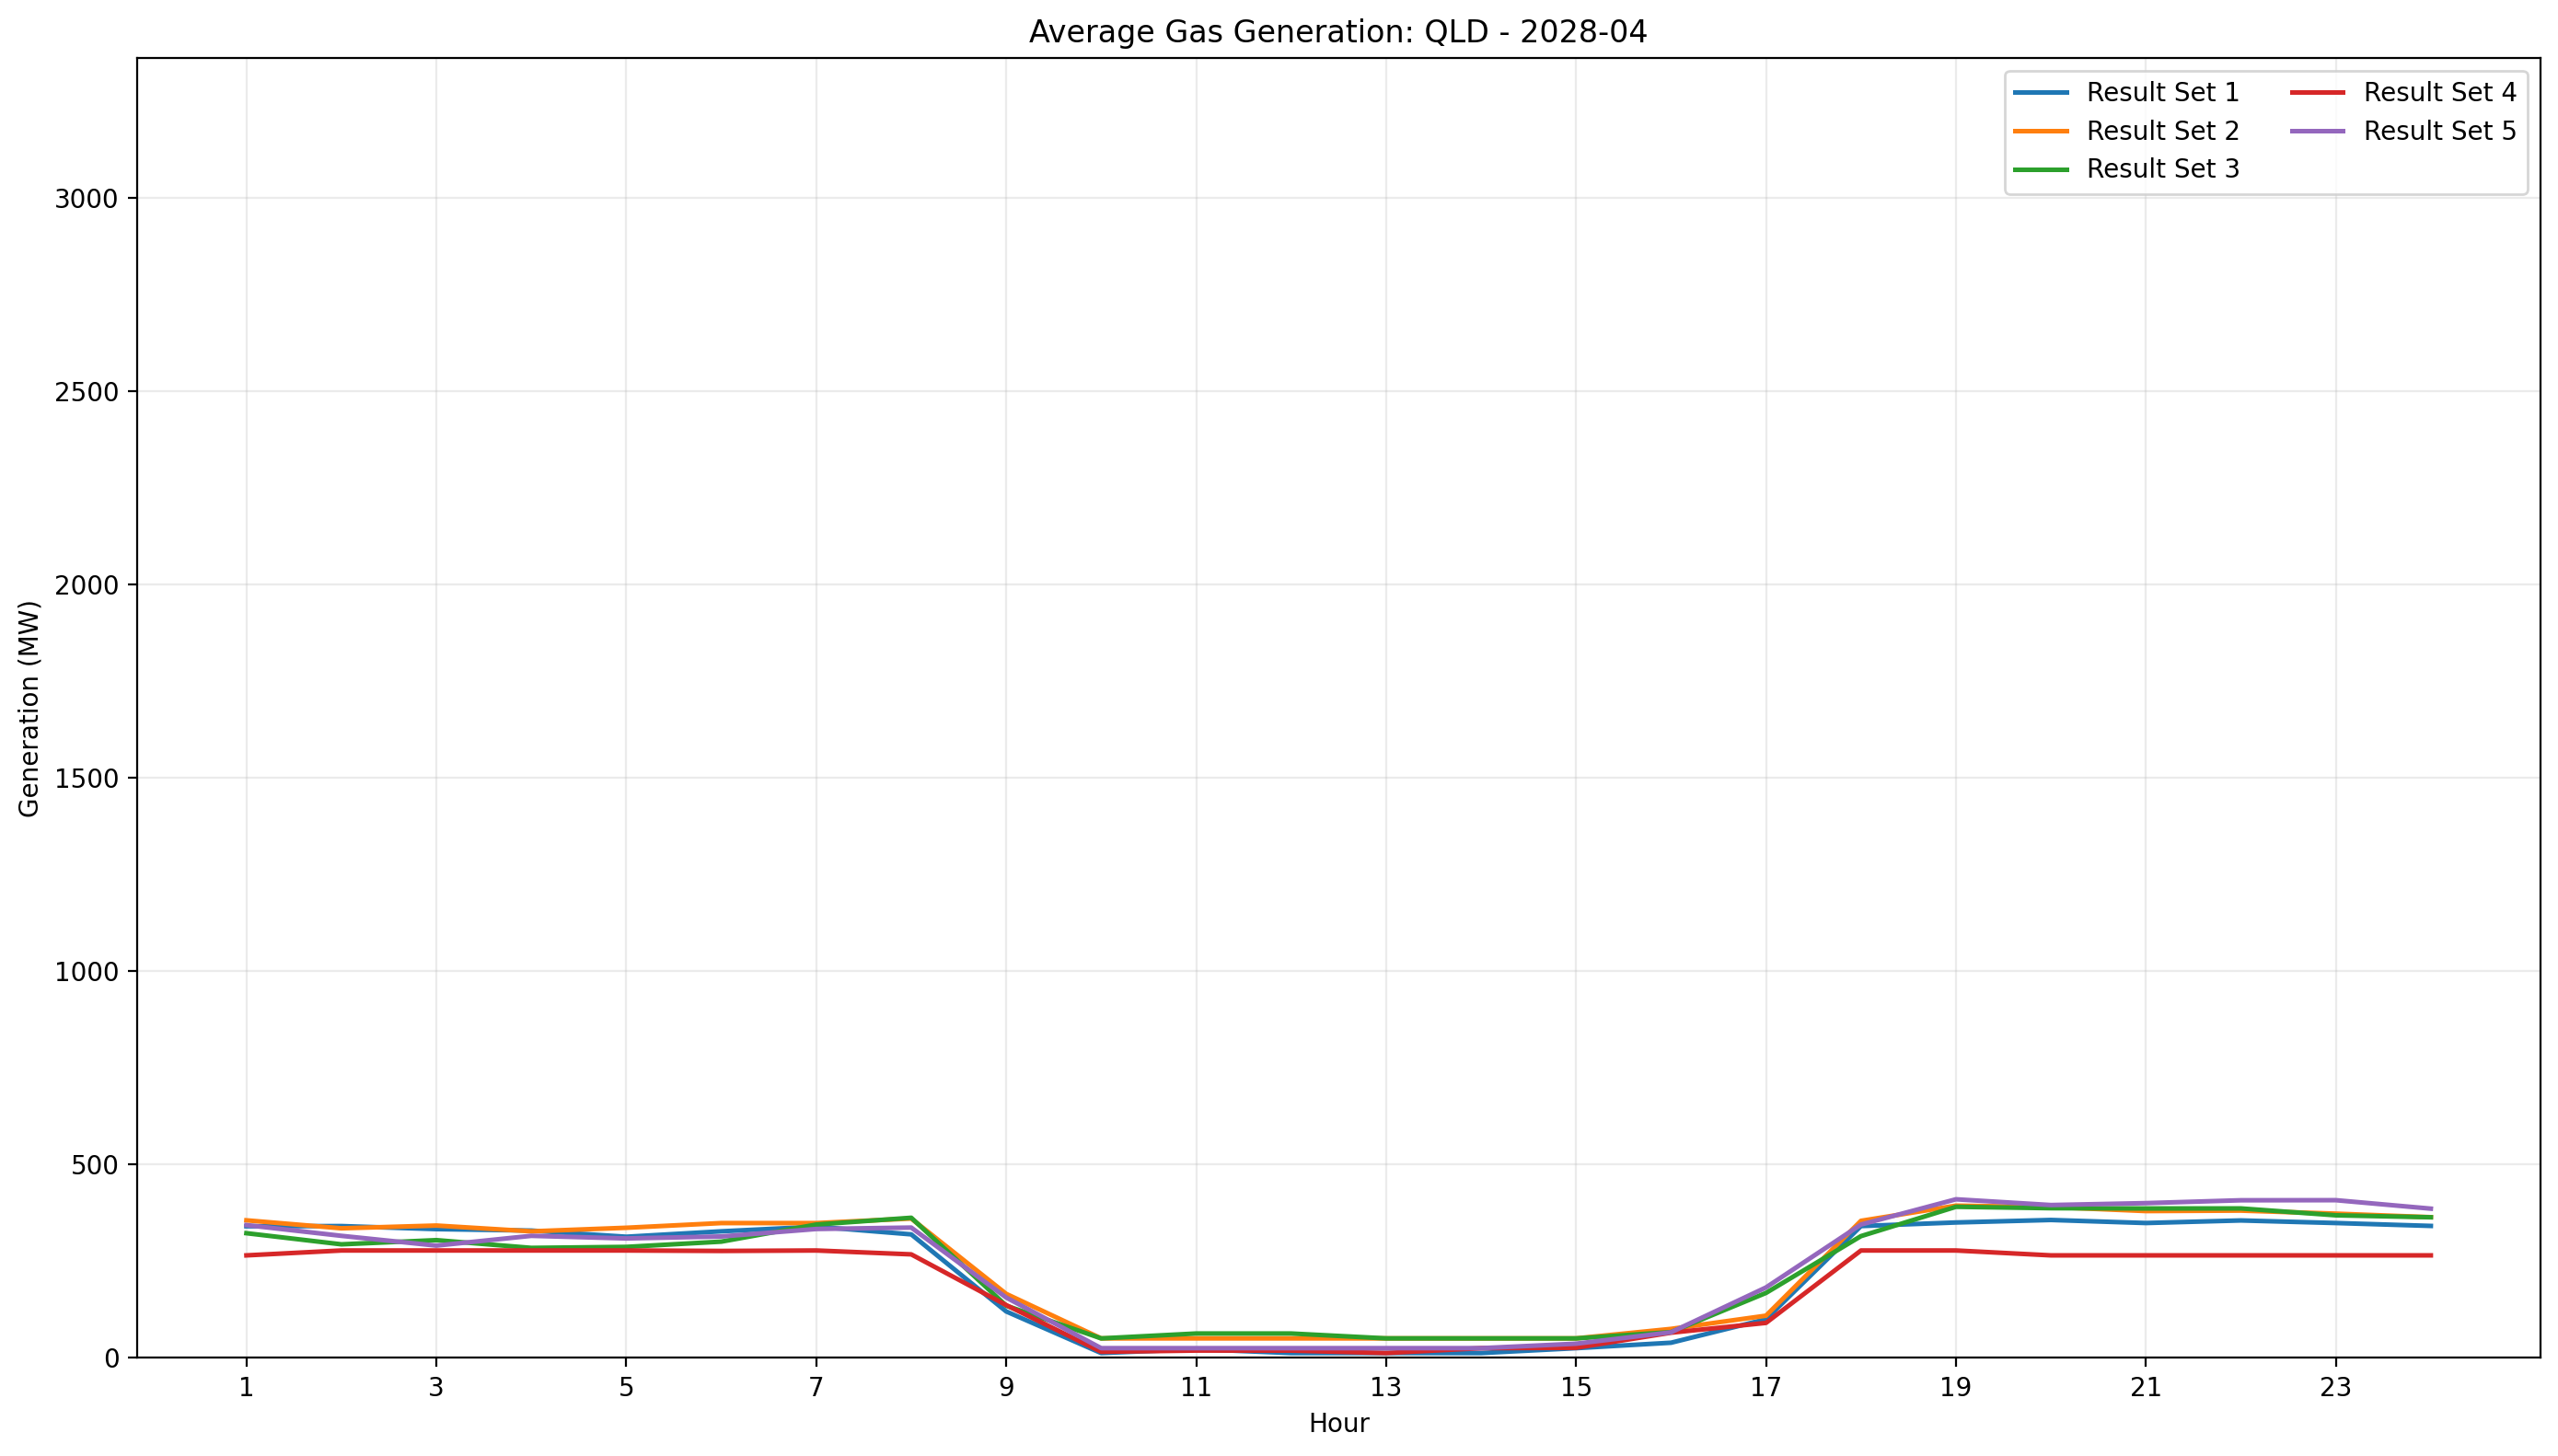 Average Gas Generation: QLD - 2028-04
Result Set 1
Result Set 2
Result Set 3
Result Set 4
Result Set 5
Generation (MW)
3000
2500
2000
1500
1000
500
0
1 3 5 7 9 11 13 15 17 19 21 23
Hour